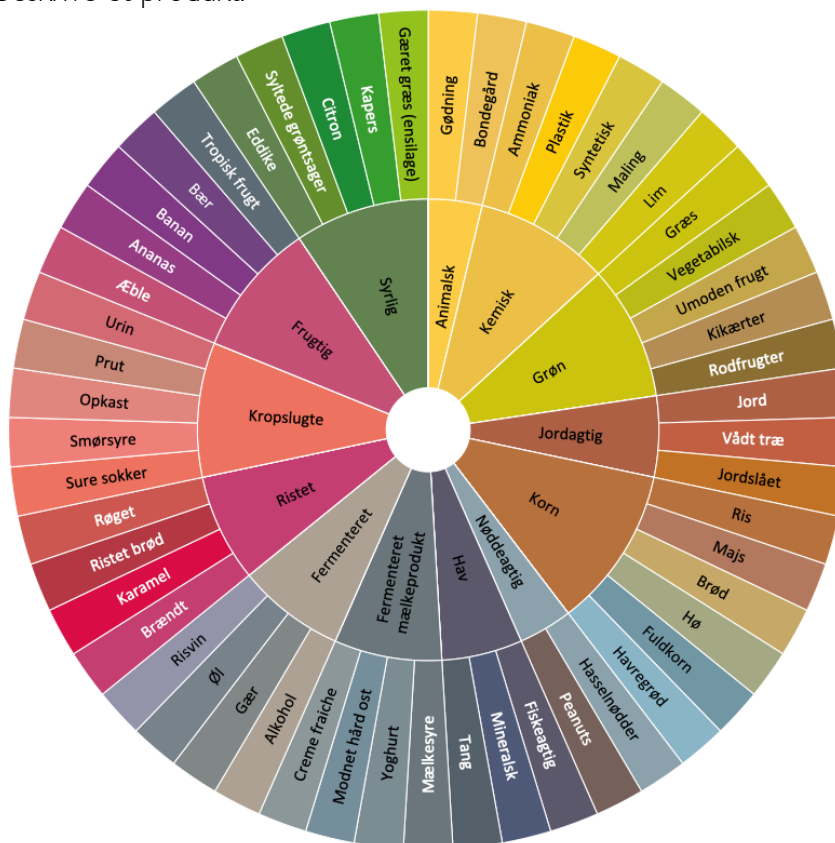 beskrive et produkt.
Gødning
Bondegård
Ammoniak
Plastik
Syntetisk
Maling
Lim
Græs
Vegetabilsk
Umoden frugt
Kikærter
Rodfrugter
Jord
Vådt træ
Jordslået
Ris
Majs
Brød
Hø
Fuldkorn
Havregrød
Hasselnødder
Peanuts
Fiskeagtig
Mineralsk
Tang
Mælkesyre
Yoghurt
Modnet hård ost
Creme fraiche
Alkohol
Gær
Øl
Risvin
Brændt
Karamel
Ristet brød
Røget
Sure sokker
Smørsyre
Opkast
Prut
Urin
Æble
Ananas
Banan
Bær
Tropisk frugt
Eddike
Syltede grøntsager
Citron
Kapers
Gæret græs (ensilage)
Animalsk
Kemisk
Grøn
Jordagtig
Korn
Nøddeagtig
Hav
Fermenteret
mælkeprodukt
Fermenteret
Ristet
Kropslugte
Frugtig
Syrlig